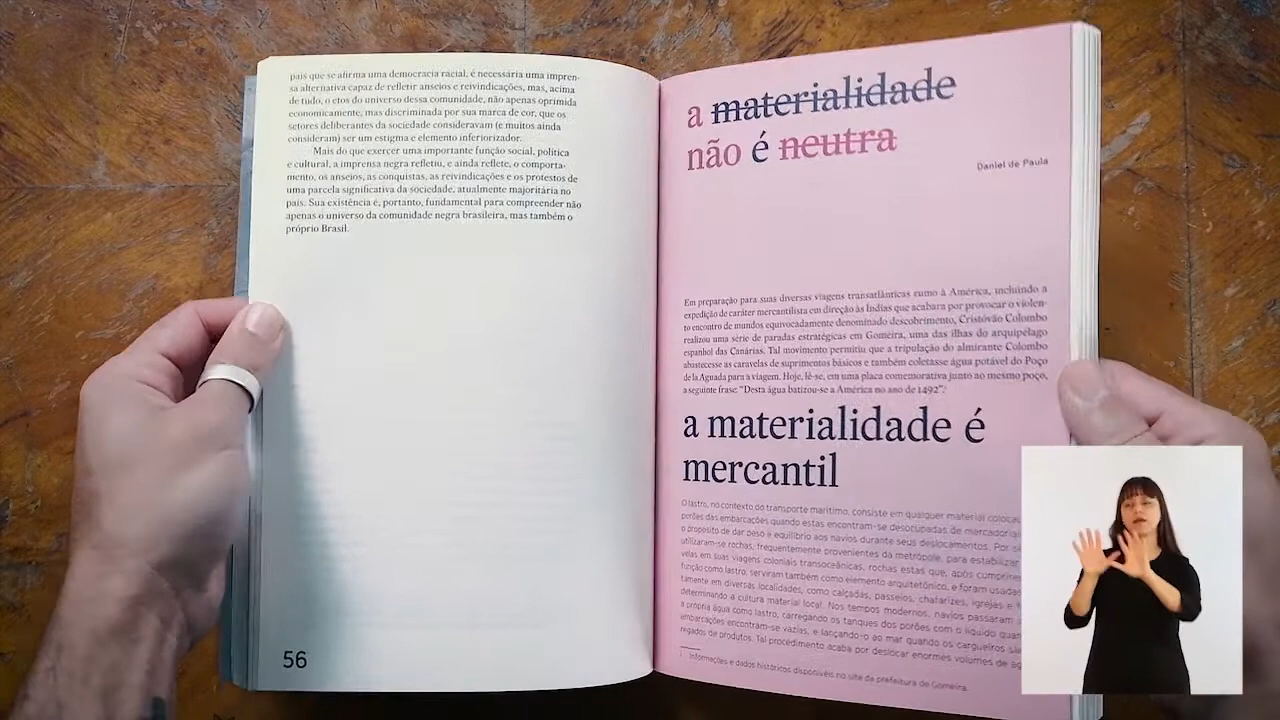 país que se afirma uma democracia racial, é necessária uma impren-
sa alternativa capaz de refletir anseios e reivindicações, mas, acima
de tudo, o etos do universo dessa comunidade, não apenas oprimida
economicamente, mas discriminada por sua marca de cor, que os
setores deliberantes da sociedade consideravam (e muitos ainda
consideram) ser um estigma e elemento inferiorizador.
Mais do que exercer uma importante função social, política
e cultural, a imprensa negra refletiu, e ainda reflete, o comporta-
mento, os anseios, as conquistas, as reivindicações e os protestos de
uma parcela significativa da sociedade, atualmente majoritária no
país. Sua existência é, portanto, fundamental para compreender não
apenas o universo da comunidade negra brasileira, mas também o
próprio Brasil.
56
a materialidade
não é neutra
Daniel de Paula
Em preparação para suas diversas viagens transatlânticas rumo à América, incluindo a
expedição de caráter mercantilista em direção às Índias que acabara por provocar o violen-
to encontro de mundos equivocadamente denominado descobrimento, Cristóvão Colombo
realizou uma série de paradas estratégicas em Gomeira, uma das ilhas do arquipélago
espanhol das Canárias. Tal movimento permitiu que a tripulação do almirante Colombo
abastecesse as caravelas de suprimentos básicos e também coletasse água potável do Poço
de la Aguada para a viagem. Hoje, lê-se, em uma placa comemorativa junto ao mesmo poço,
a seguinte frase: "Desta água batizou-se a América no ano de 1492".¹
a materialidade é
mercantil
O lastro, no contexto do transporte marítimo, consiste em qualquer material coloca
porões das embarcações quando estas encontram-se desocupadas de mercadoria
o propósito de dar peso e equilíbrio aos navios durante seus deslocamentos. Por
utilizaram-se rochas, frequentemente provenientes da metrópole, para estabilizar
velas em suas viagens coloniais transoceânicas, rochas estas que, após cumprire
função como lastro, serviram também como elemento arquitetônico, e foram usada
tamente em diversas localidades, como calçadas, passeios, chafarizes, igrejas e
determinando a cultura material local. Nos tempos modernos, navios passaram
a própria água como lastro, carregando os tanques dos porões com o líquido quan
embarcações encontram-se vazias, e lançando-o ao mar quando os cargueiros
regados de produtos. Tal procedimento acaba por deslocar enormes volumes de
1 Informações e dados históricos disponíveis no site da prefeitura de Gomeira.